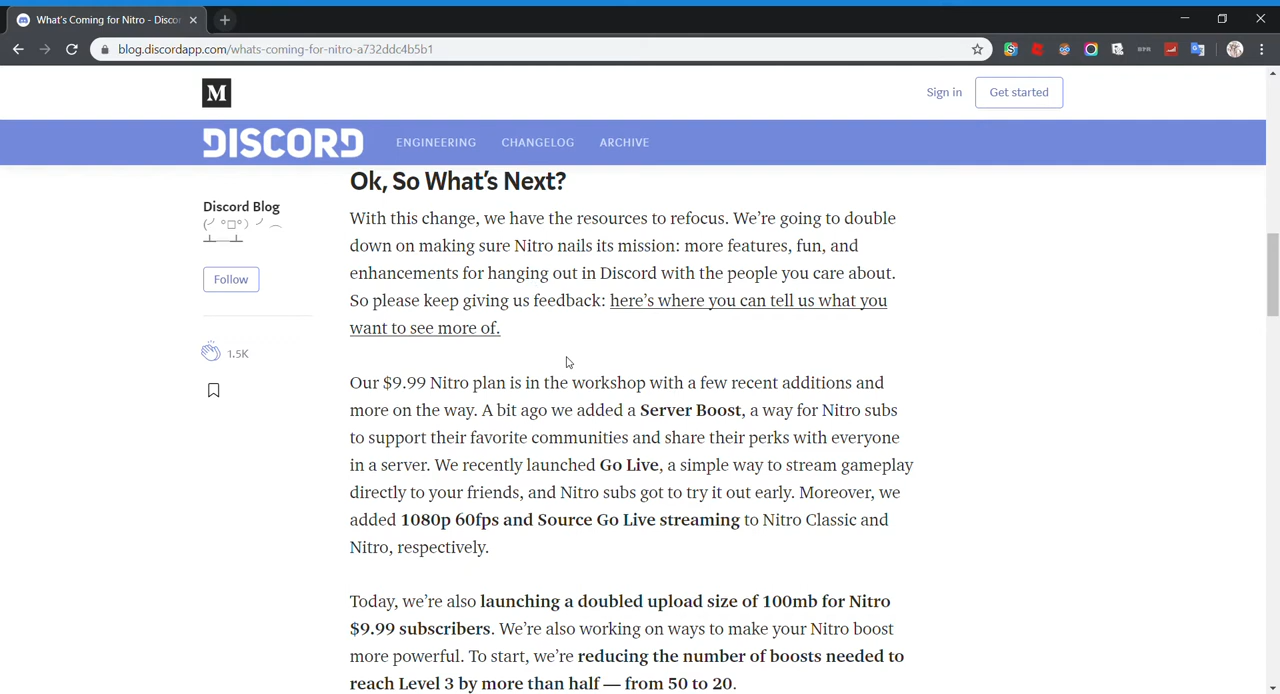 What's Coming for Nitro - Discor
blog.discordapp.com/whats-coming-for-nitro-a732ddc4b5b1
M
Sign in
Get started
DISCORD
ENGINEERING
CHANGELOG
ARCHIVE
Ok, So What's Next?
Discord Blog
(╯°□°)╯︵
┻━┻
Follow
1.5K
With this change, we have the resources to refocus. We're going to double
down on making sure Nitro nails its mission: more features, fun, and
enhancements for hanging out in Discord with the people you care about.
So please keep giving us feedback: here's where you can tell us what you
want to see more of.
Our $9.99 Nitro plan is in the workshop with a few recent additions and
more on the way. A bit ago we added a Server Boost, a way for Nitro subs
to support their favorite communities and share their perks with everyone
in a server. We recently launched Go Live, a simple way to stream gameplay
directly to your friends, and Nitro subs got to try it out early. Moreover, we
added 1080p 60fps and Source Go Live streaming to Nitro Classic and
Nitro, respectively.
Today, we're also launching a doubled upload size of 100mb for Nitro
$9.99 subscribers. We're also working on ways to make your Nitro boost
more powerful. To start, we're reducing the number of boosts needed to
reach Level 3 by more than half — from 50 to 20.